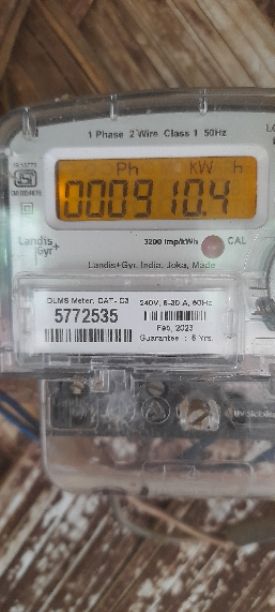 1 Phase 2 Wire Class 1 50Hz
Ph kW h
000910.4
Landis+
Gyr
3200 imp/kWh CAL
Landis+Gyr, India, Joka, Made
DLMS Meter, CAT- C3
5772535
240V, 5-30 A, 50Hz
Feb, 2023
Guarantee : 5 Yrs.